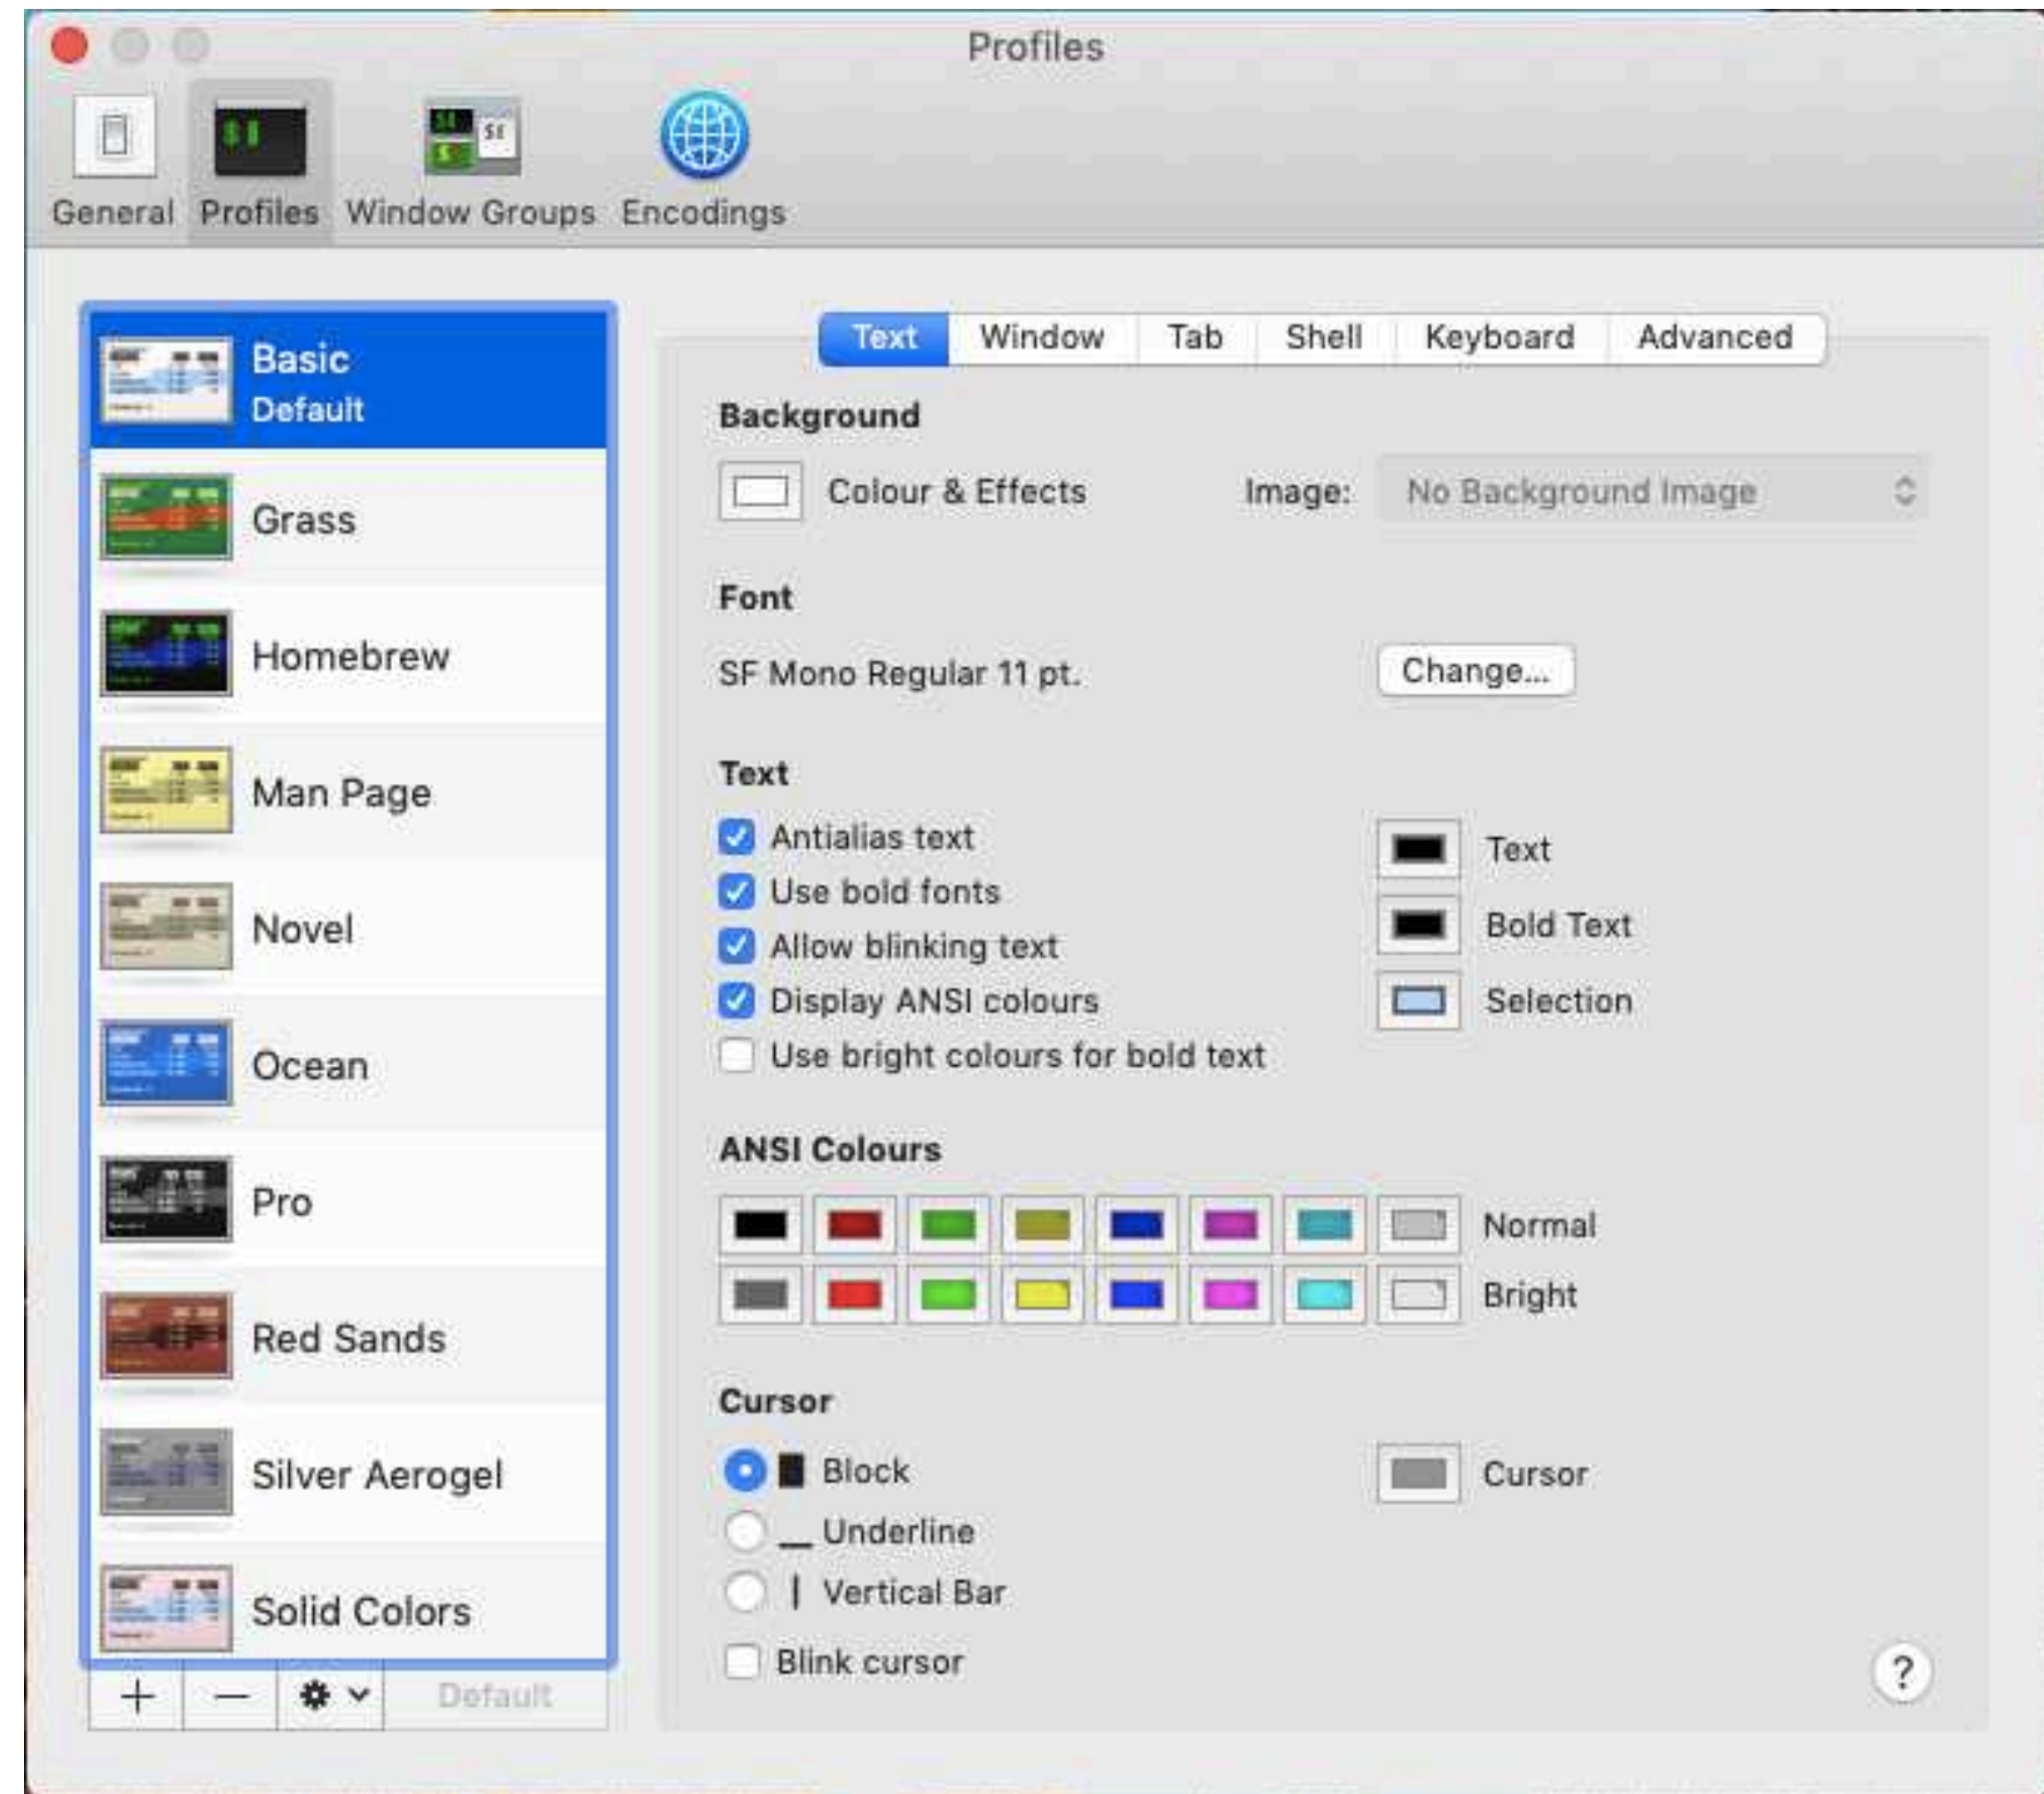 Profiles
General Profiles Window Groups Encodings
Basic
Default
Grass
Homebrew
Man Page
Novel
Ocean
Pro
Red Sands
Silver Aerogel
Solid Colors
Default
Text Window Tab Shell Keyboard Advanced
Background
Colour & Effects Image: No Background Image
Font
SF Mono Regular 11 pt. Change...
Text
Antialias text
Use bold fonts
Allow blinking text
Display ANSI colours
Use bright colours for bold text
Text
Bold Text
Selection
ANSI Colours
Normal
Bright
Cursor
Block
Underline
Vertical Bar
Blink cursor
Cursor
?